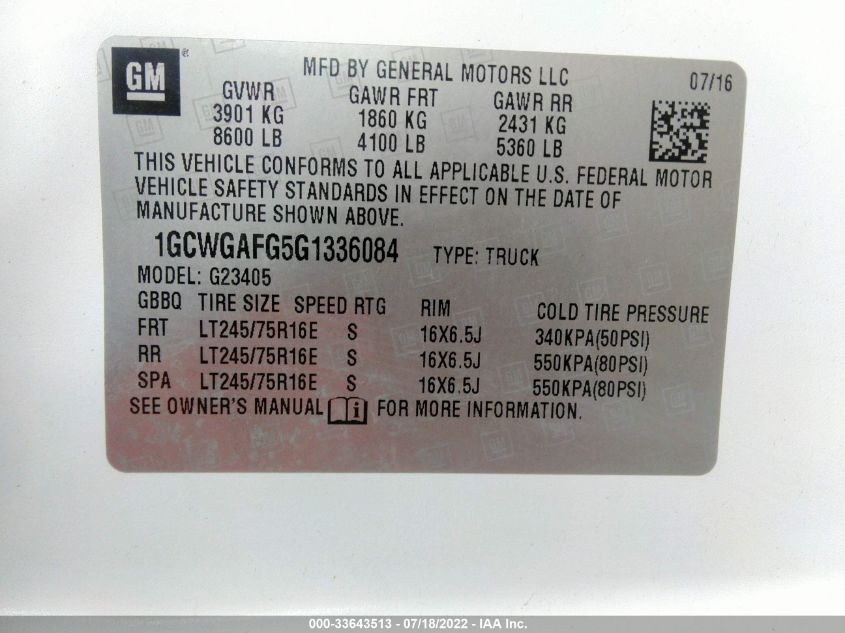 GM ®
MFD BY GENERAL MOTORS LLC 07/16
GVWR GAWR FRT GAWR RR
3901 KG 1860 KG 2431 KG
8600 LB 4100 LB 5360 LB
THIS VEHICLE CONFORMS TO ALL APPLICABLE U.S. FEDERAL MOTOR
VEHICLE SAFETY STANDARDS IN EFFECT ON THE DATE OF
MANUFACTURE SHOWN ABOVE.
1GCWGAFG5G1336084 TYPE: TRUCK
MODEL: G23405
GBBQ TIRE SIZE SPEED RTG RIM COLD TIRE PRESSURE
FRT LT245/75R16E S 16X6.5J 340KPA(50PSI)
RR LT245/75R16E S 16X6.5J 550KPA(80PSI)
SPA LT245/75R16E S 16X6.5J 550KPA(80PSI)
SEE OWNER'S MANUAL i FOR MORE INFORMATION.
000-33643513 - 07/18/2022 - IAA Inc.